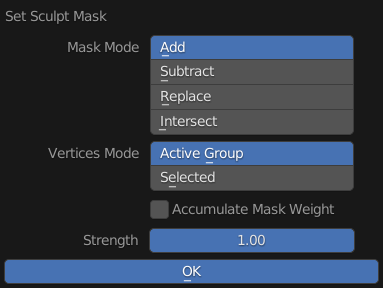 Set Sculpt Mask
Mask Mode Add
Subtract
Replace
Intersect
Vertices Mode Active Group
Selected
Accumulate Mask Weight
Strength 1.00
OK